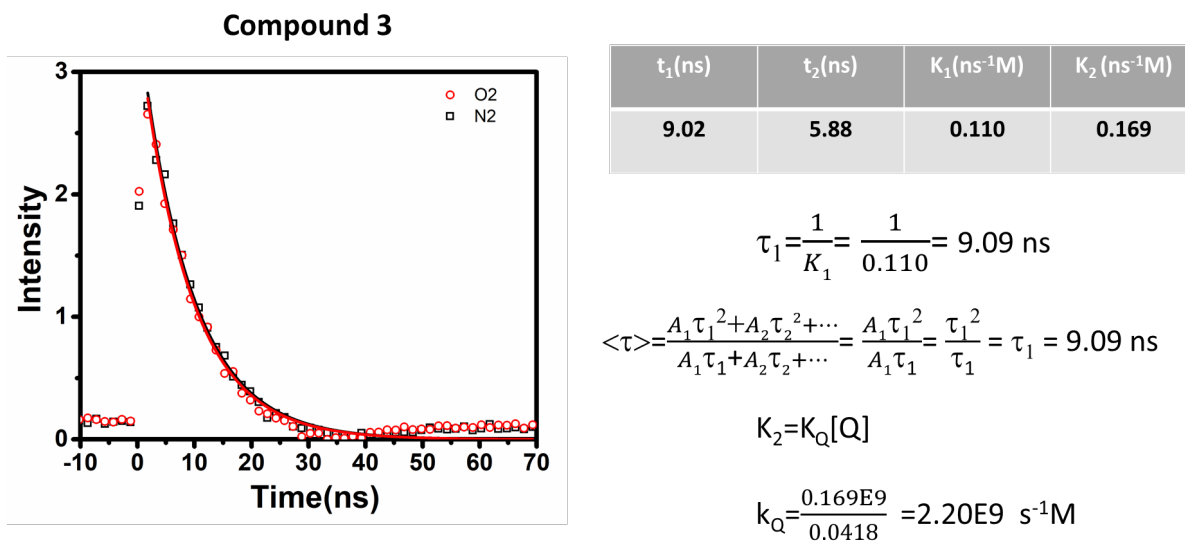 Compound 3
3
2
1
0
-10 0 10 20 30 40 50 60 70
Intensity
Time(ns)
O2
N2
t₁(ns) t₂(ns) K₁(ns⁻¹M) K₂ (ns⁻¹M)
9.02 5.88 0.110 0.169
τ₁=1/K₁= 1/0.110= 9.09 ns
<τ>=A₁τ₁²+A₂τ₂²+⋯/A₁τ₁+A₂τ₂+⋯= A₁τ₁²/A₁τ₁= τ₁²/τ₁ = τ₁ = 9.09 ns
K₂=K_Q[Q]
k_Q=0.169E9/0.0418 =2.20E9 s⁻¹M